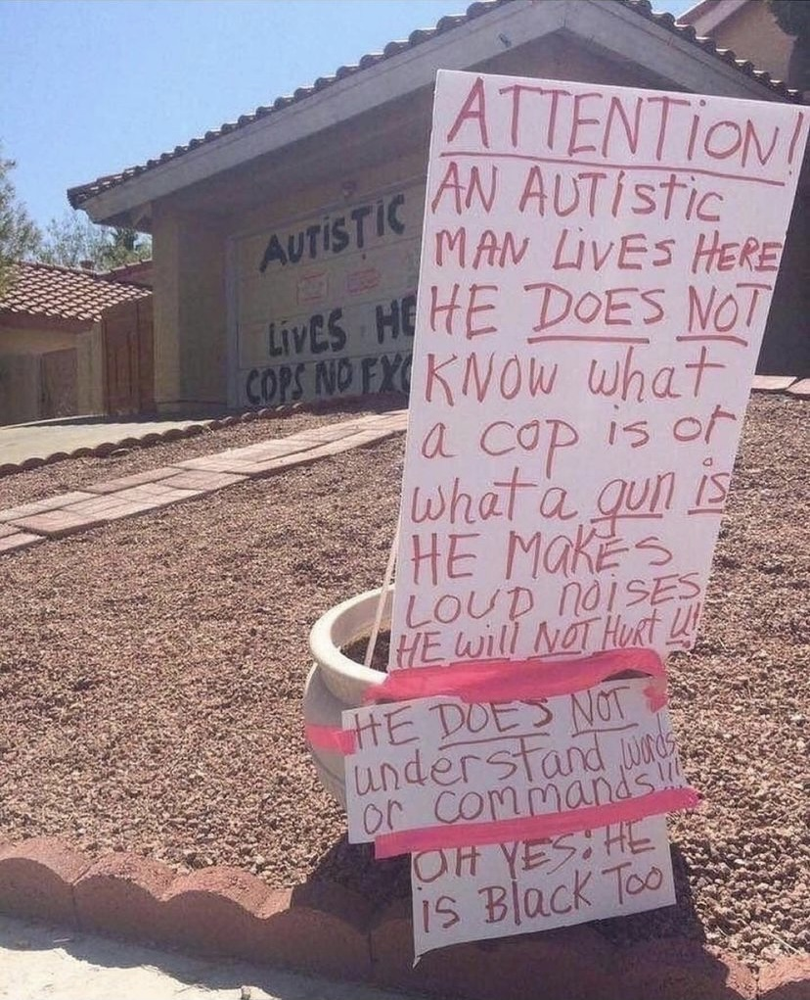 ATTENTION!
AN AUTistic
MAN LiVES HERE
HE DOES NOT
KNOW what
a cop is or
what a gun is
HE MaKES
LOUD noiSES
HE will NOT HURT U!
HE DOES NOT
understand words
or commands!!!
OH YES: HE
is Black Too
AUTiSTiC
LiVES HE
COPS NO EXC